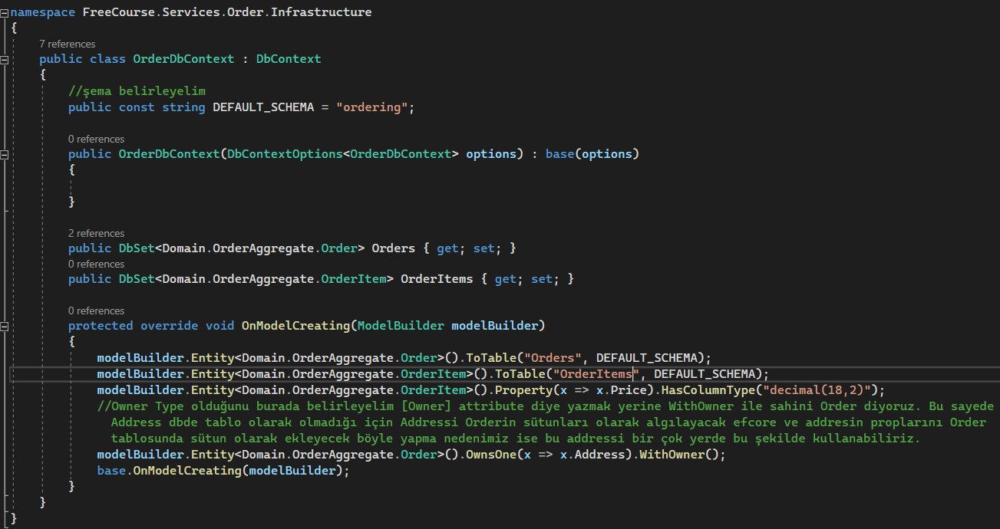 namespace FreeCourse.Services.Order.Infrastructure
{
7 references
public class OrderDbContext : DbContext
{
//şema belirleyelim
public const string DEFAULT_SCHEMA = "ordering";
0 references
public OrderDbContext(DbContextOptions<OrderDbContext> options) : base(options)
{
}
2 references
public DbSet<Domain.OrderAggregate.Order> Orders { get; set; }
0 references
public DbSet<Domain.OrderAggregate.OrderItem> OrderItems { get; set; }
0 references
protected override void OnModelCreating(ModelBuilder modelBuilder)
{
modelBuilder.Entity<Domain.OrderAggregate.Order>().ToTable("Orders", DEFAULT_SCHEMA);
modelBuilder.Entity<Domain.OrderAggregate.OrderItem>().ToTable("OrderItems", DEFAULT_SCHEMA);
modelBuilder.Entity<Domain.OrderAggregate.OrderItem>().Property(x => x.Price).HasColumnType("decimal(18,2)");
//Owner Type olduğunu burada belirleyelim [Owner] attribute diye yazmak yerine WithOwner ile sahini Order diyoruz. Bu sayede
Address dbde tablo olarak olmadığı için Addressi Orderin sütunları olarak algılayacak efcore ve addresin proplarını Order
tablosunda sütun olarak ekleyecek böyle yapma nedenimiz ise bu addressi bir çok yerde bu şekilde kullanabiliriz.
modelBuilder.Entity<Domain.OrderAggregate.Order>().OwnsOne(x => x.Address).WithOwner();
base.OnModelCreating(modelBuilder);
}
}
}